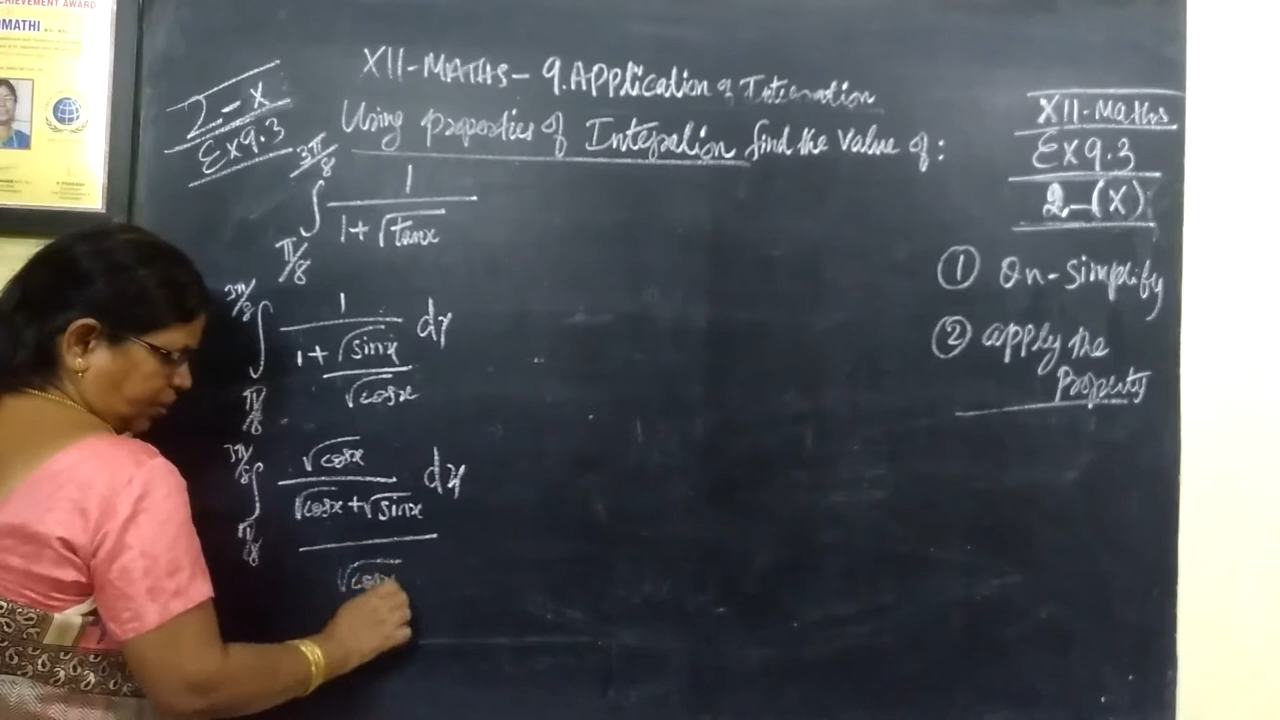 ACHIEVEMENT AWARD
OMATHI
XII-MATHS - 9. APPlication of Integration
2 - x
Ex 9.3
Using properties of Integration find the value of:
3π/8
∫ 1 / 1+√tanx
π/8
3π/8
∫ 1 / 1+ √sinx / √cosx dx
π/8
3π/8
∫ √cosx / √cosx + √sinx dx
π/8
√cosx
XII-Maths
Ex 9.3
2-(x)
① On-simplify
② apply the
Property